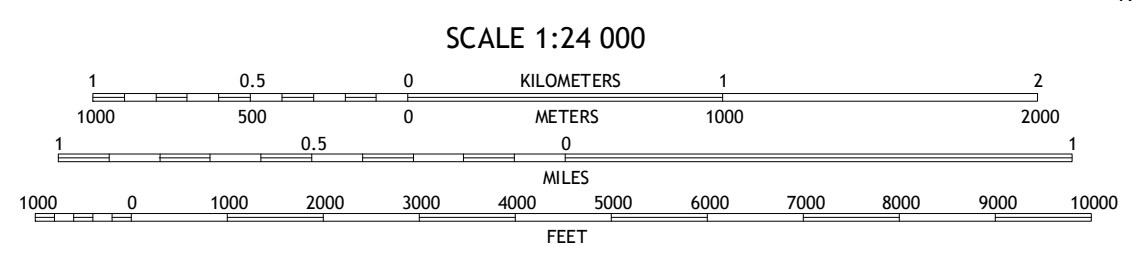 SCALE 1:24 000
1 0.5 0 KILOMETERS 1 2
1000 500 0 METERS 1000 2000
1 0.5 0 1
MILES
1000 0 1000 2000 3000 4000 5000 6000 7000 8000 9000 10000
FEET